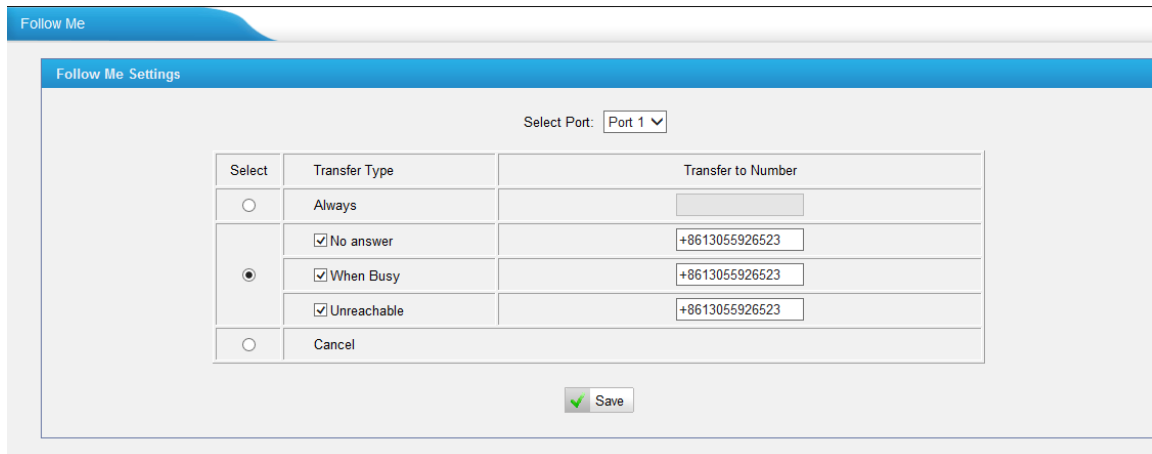 Follow Me
Follow Me Settings
Select Port: Port 1
Select Transfer Type Transfer to Number
Always
No answer +8613055926523
When Busy +8613055926523
Unreachable +8613055926523
Cancel
Save